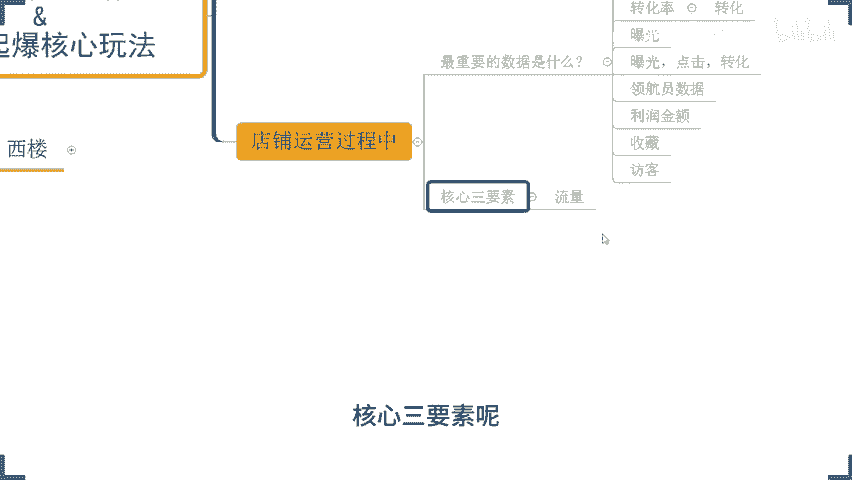 &
起爆核心玩法
西楼
店铺运营过程中
最重要的数据是什么?
转化率
转化
曝光
曝光,点击,转化
领航员数据
利润金额
收藏
访客
核心三要素
流量
核心三要素呢